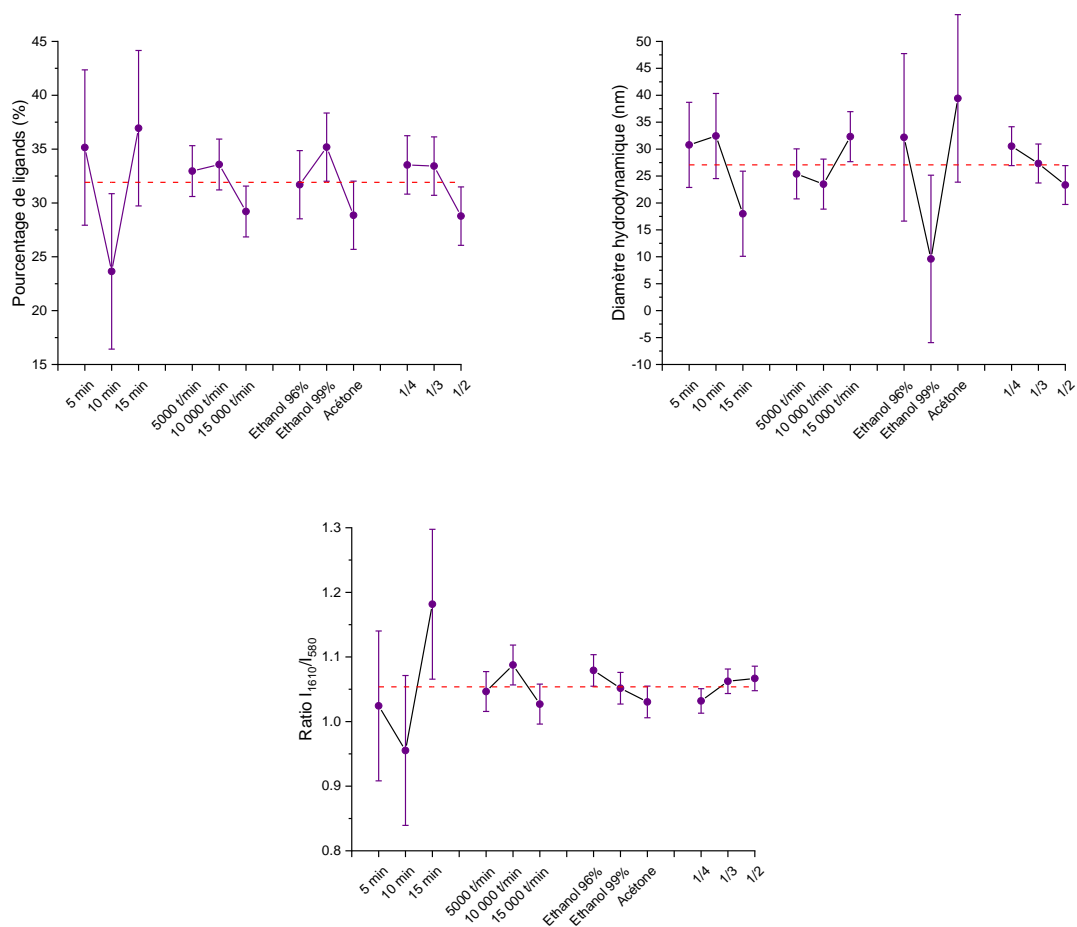 Pourcentage de ligands (%)
45
40
35
30
25
20
15
5 min
10 min
15 min
5000 t/min
10 000 t/min
15 000 t/min
Ethanol 96%
Ethanol 99%
Acétone
1/4
1/3
1/2
Diamètre hydrodynamique (nm)
50
45
40
35
30
25
20
15
10
5
0
-5
-10
5 min
10 min
15 min
5000 t/min
10 000 t/min
15 000 t/min
Ethanol 96%
Ethanol 99%
Acétone
1/4
1/3
1/2
Ratio I1610/I580
1.3
1.2
1.1
1.0
0.9
0.8
5 min
10 min
15 min
5000 t/min
10 000 t/min
15 000 t/min
Ethanol 96%
Ethanol 99%
Acétone
1/4
1/3
1/2